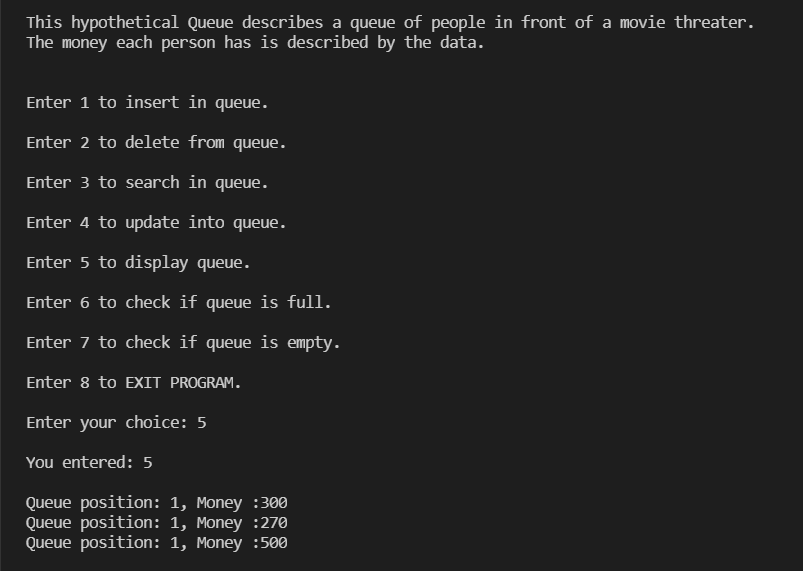 This hypothetical Queue describes a queue of people in front of a movie threater.
The money each person has is described by the data.
Enter 1 to insert in queue.
Enter 2 to delete from queue.
Enter 3 to search in queue.
Enter 4 to update into queue.
Enter 5 to display queue.
Enter 6 to check if queue is full.
Enter 7 to check if queue is empty.
Enter 8 to EXIT PROGRAM.
Enter your choice: 5
You entered: 5
Queue position: 1, Money :300
Queue position: 1, Money :270
Queue position: 1, Money :500